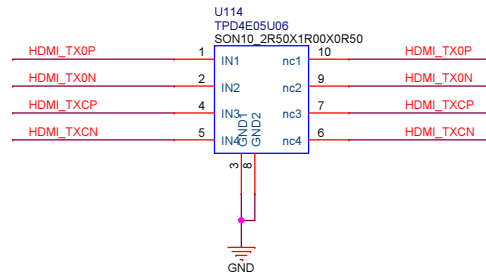 U114
TPD4E05U06
SON10_2R50X1R00X0R50
HDMI_TX0P 1 IN1 nc1 10 HDMI_TX0P
HDMI_TX0N 2 IN2 nc2 9 HDMI_TX0N
HDMI_TXCP 4 IN3 nc3 7 HDMI_TXCP
HDMI_TXCN 5 IN4 nc4 6 HDMI_TXCN
GND1 GND2
3 8
GND